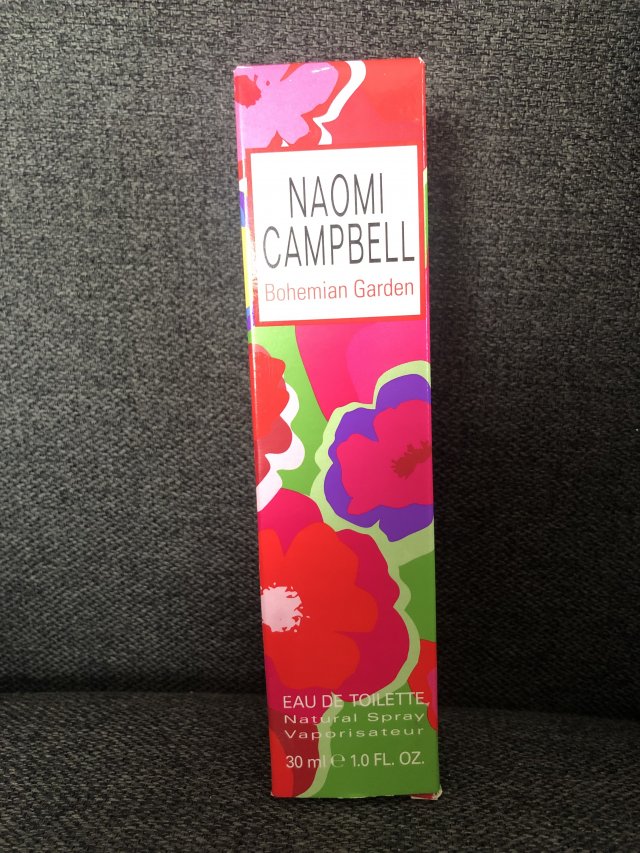 NAOMI
CAMPBELL
Bohemian Garden
EAU DE TOILETTE
Natural Spray
Vaporisateur
30 ml ℮ 1.0 FL. OZ.